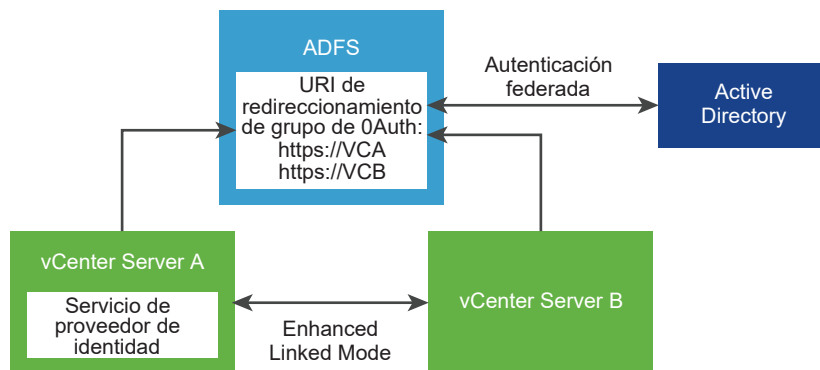 ADFS
URI de
redireccionamiento
de grupo de 0Auth:
https://VCA
https://VCB
Autenticación
federada
Active
Directory
vCenter Server A
Servicio de
proveedor de
identidad
Enhanced
Linked Mode
vCenter Server B